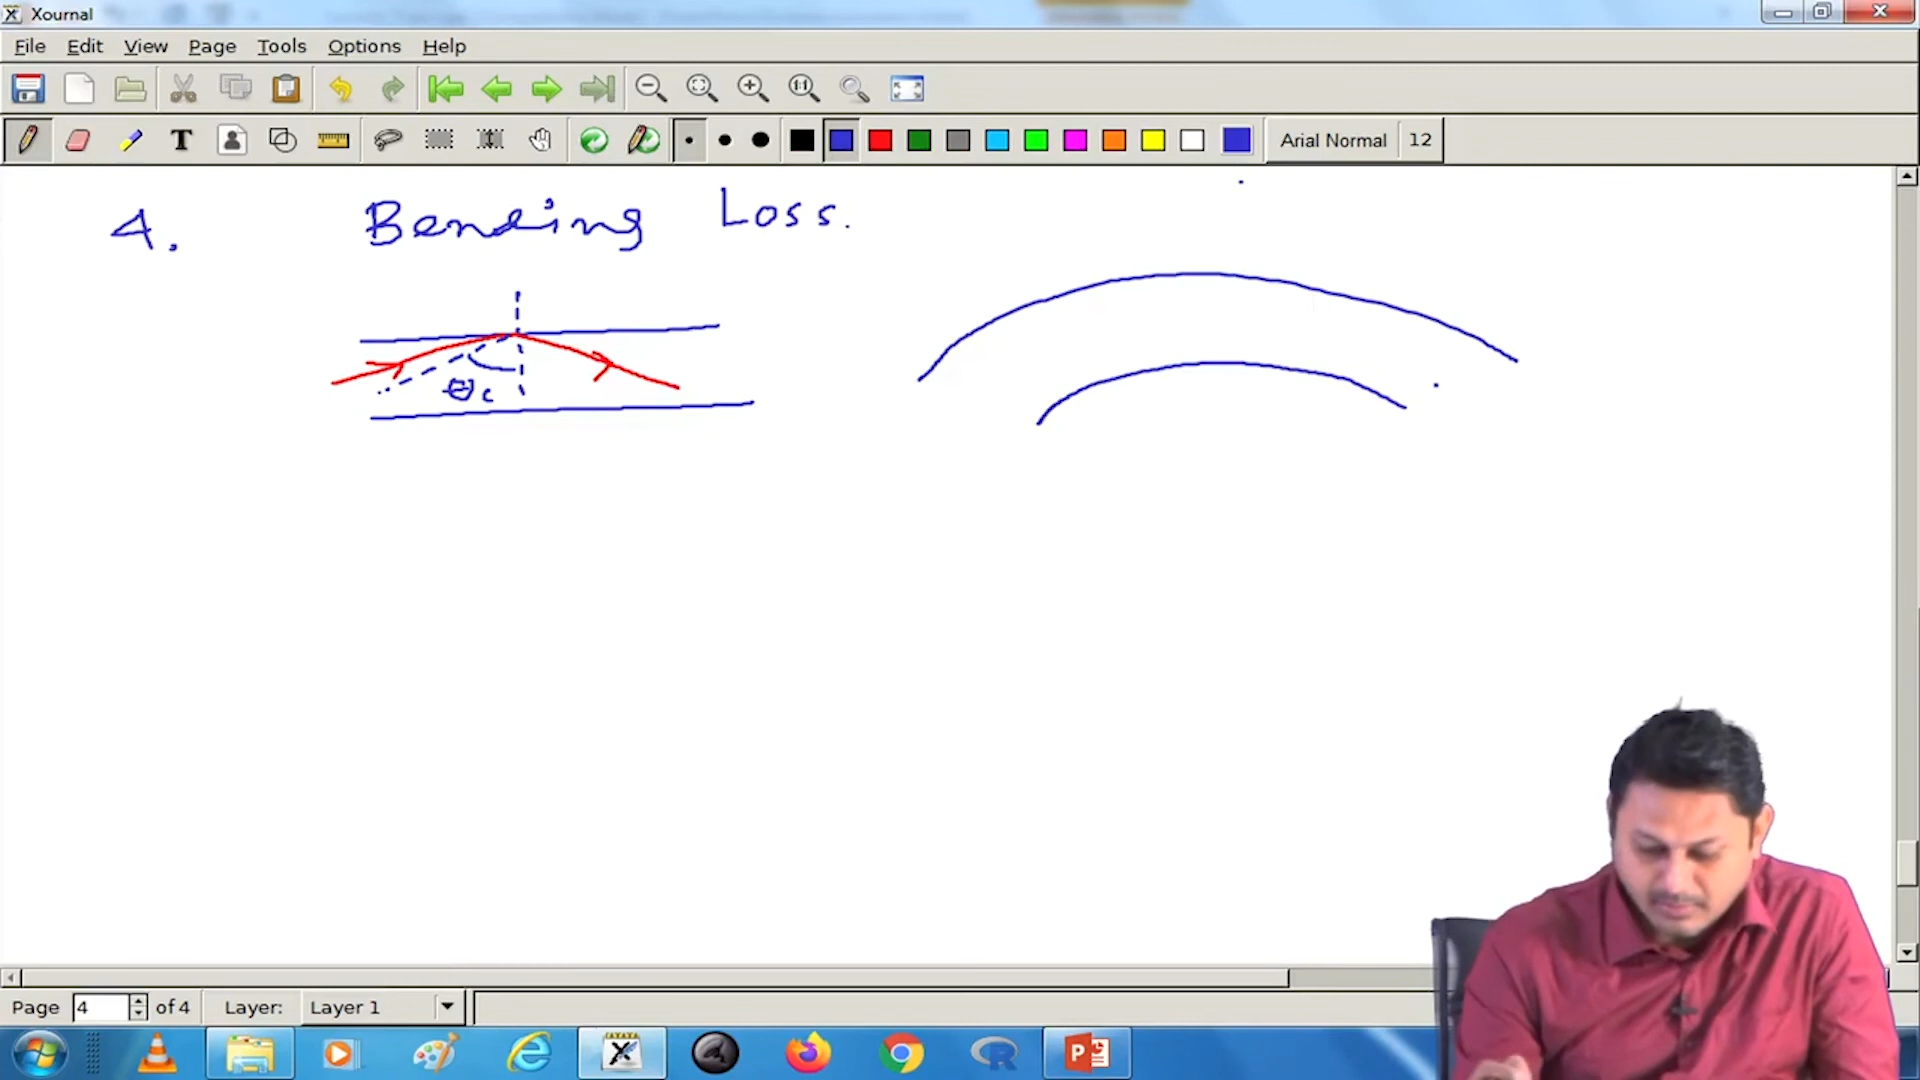 Xournal
File Edit View Page Tools Options Help
T Arial Normal 12
4. Bending Loss.
θc
Page 4 of 4 Layer: Layer 1